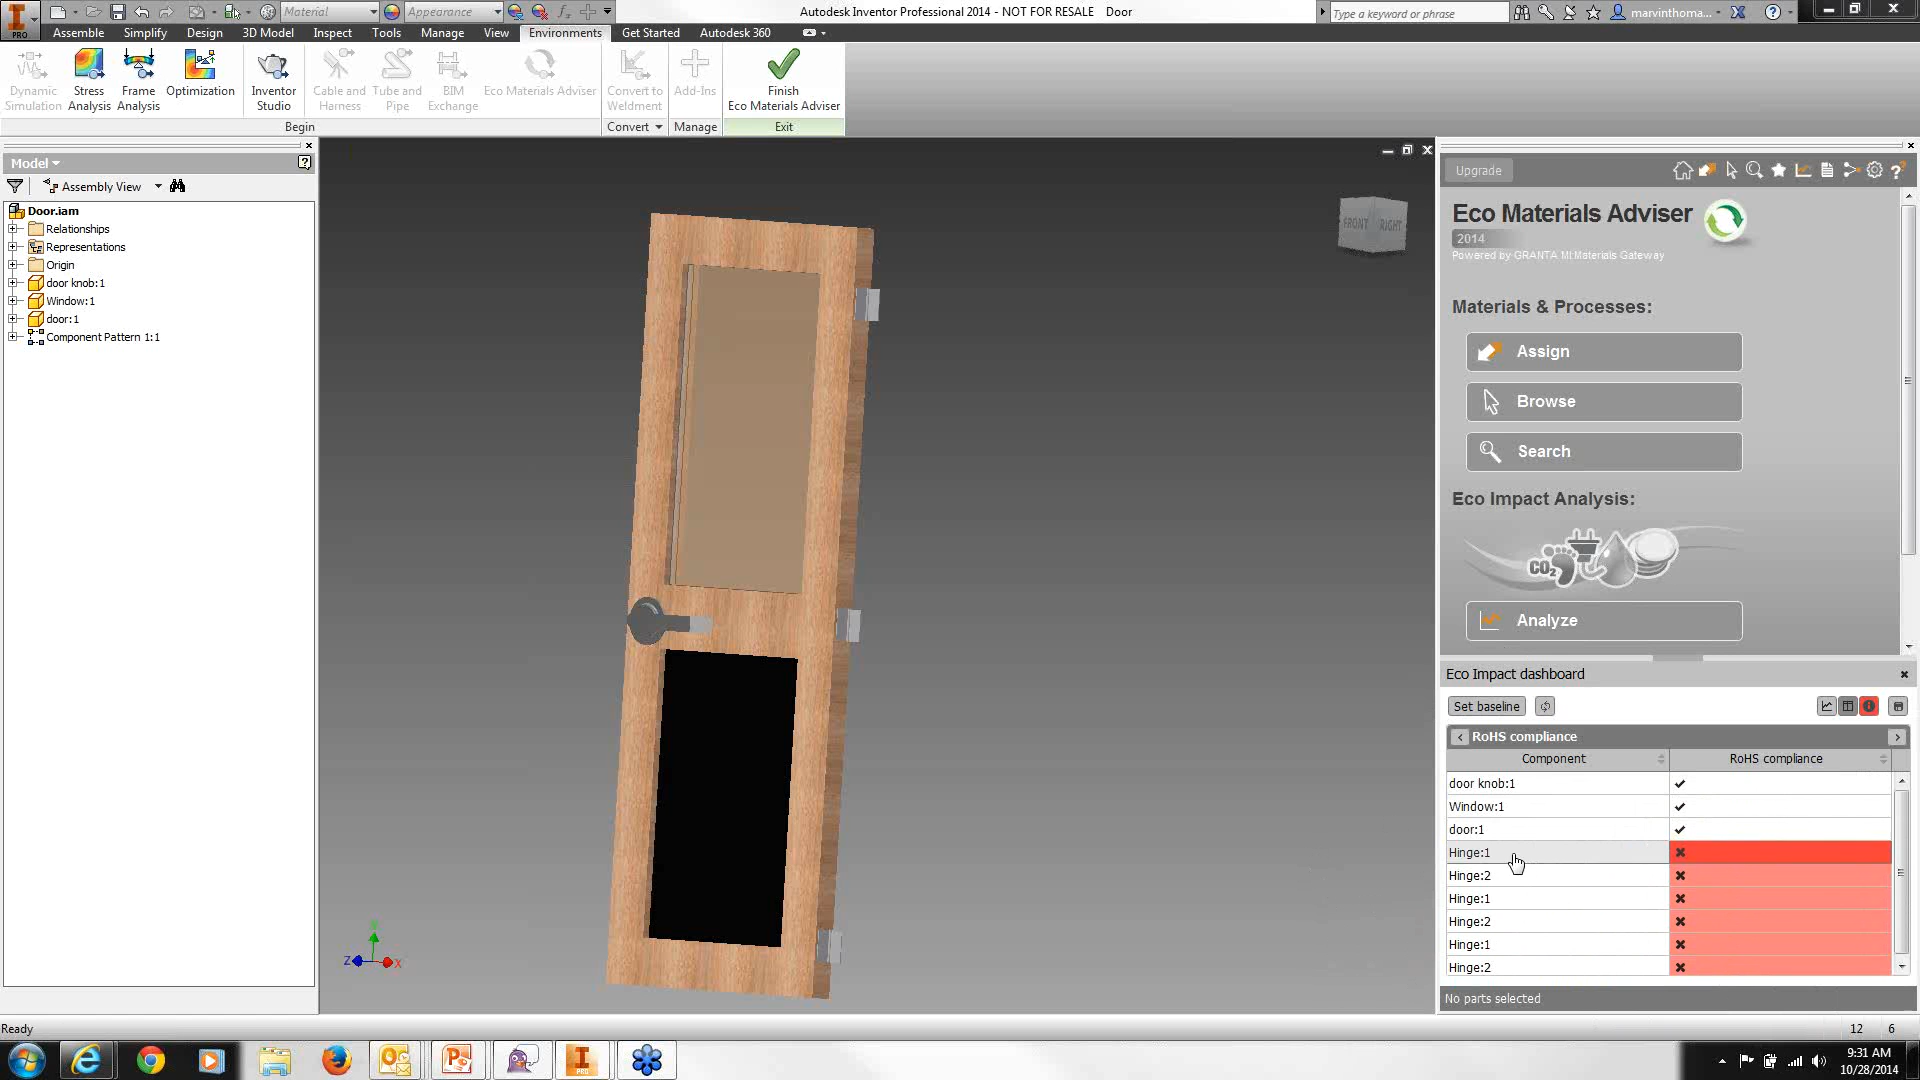 Material
Appearance
Autodesk Inventor Professional 2014 - NOT FOR RESALE Door
Type a keyword or phrase
marvinthoma...
PRO
Assemble Simplify Design 3D Model Inspect Tools Manage View Environments Get Started Autodesk 360
Dynamic Simulation
Stress Analysis
Frame Analysis
Optimization
Inventor Studio
Cable and Harness
Tube and Pipe
BIM Exchange
Eco Materials Adviser
Convert to Weldment
Add-Ins
Finish Eco Materials Adviser
Begin
Convert
Manage
Exit
Model
Assembly View
Door.iam
Relationships
Representations
Origin
door knob:1
Window:1
door:1
Component Pattern 1:1
FRONT RIGHT
Z X
Upgrade
Eco Materials Adviser
2014
Powered by GRANTA MI:Materials Gateway
Materials & Processes:
Assign
Browse
Search
Eco Impact Analysis:
CO2
Analyze
Eco Impact dashboard
Set baseline
RoHS compliance
Component RoHS compliance
door knob:1
Window:1
door:1
Hinge:1
Hinge:2
Hinge:1
Hinge:2
Hinge:1
Hinge:2
No parts selected
Ready
12 6
PRO
9:31 AM
10/28/2014